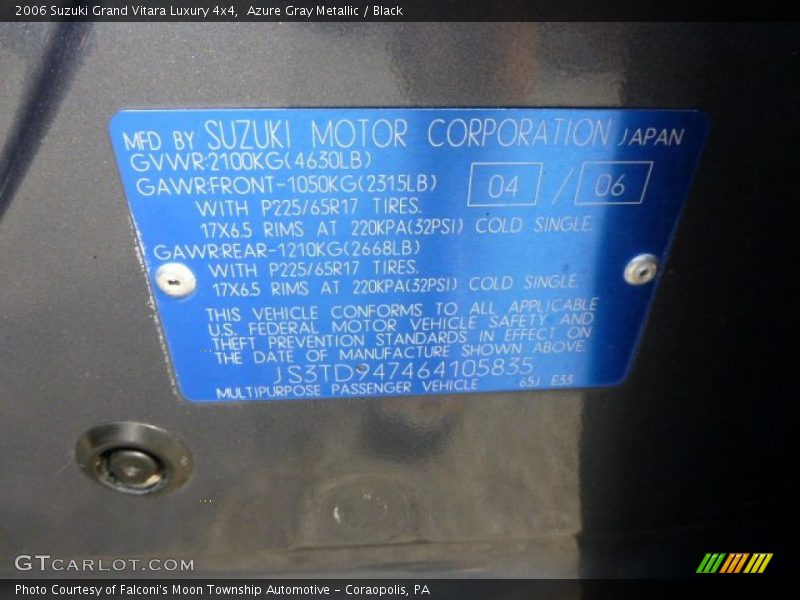 2006 Suzuki Grand Vitara Luxury 4x4, Azure Gray Metallic / Black
MFD BY SUZUKI MOTOR CORPORATION JAPAN
GVWR:2100KG(4630LB)
GAWR:FRONT-1050KG(2315LB) 04 / 06
WITH P225/65R17 TIRES.
17X6.5 RIMS AT 220KPA(32PSI) COLD SINGLE.
GAWR:REAR-1210KG(2668LB)
WITH P225/65R17 TIRES.
17X6.5 RIMS AT 220KPA(32PSI) COLD SINGLE.
THIS VEHICLE CONFORMS TO ALL APPLICABLE
U.S. FEDERAL MOTOR VEHICLE SAFETY AND
THEFT PREVENTION STANDARDS IN EFFECT ON
THE DATE OF MANUFACTURE SHOWN ABOVE.
JS3TD947464105835
MULTIPURPOSE PASSENGER VEHICLE 65J E33
GTCARLOT.COM
Photo Courtesy of Falconi's Moon Township Automotive - Coraopolis, PA